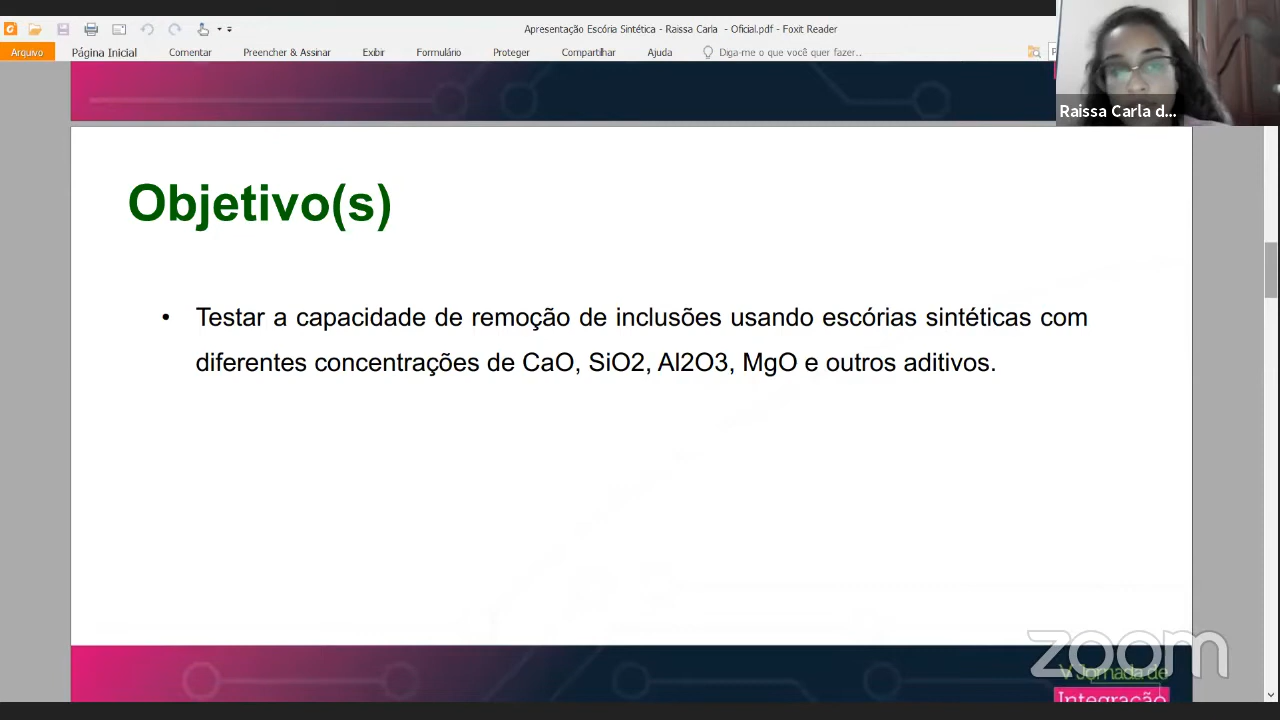 Apresentação Escória Sintética - Raissa Carla - Oficial.pdf - Foxit Reader
Arquivo Página Inicial Comentar Preencher & Assinar Exibir Formulário Proteger Compartilhar Ajuda Diga-me o que você quer fazer..
Raissa Carla d...
Objetivo(s)
• Testar a capacidade de remoção de inclusões usando escórias sintéticas com
diferentes concentrações de CaO, SiO2, Al2O3, MgO e outros aditivos.
zoom
V Jornada de
Integração